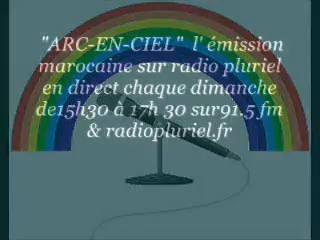 "ARC-EN-CIEL" l' émission
marocaine sur radio pluriel
en direct chaque dimanche
de15h30 à 17h 30 sur91.5 fm
& radiopluriel.fr